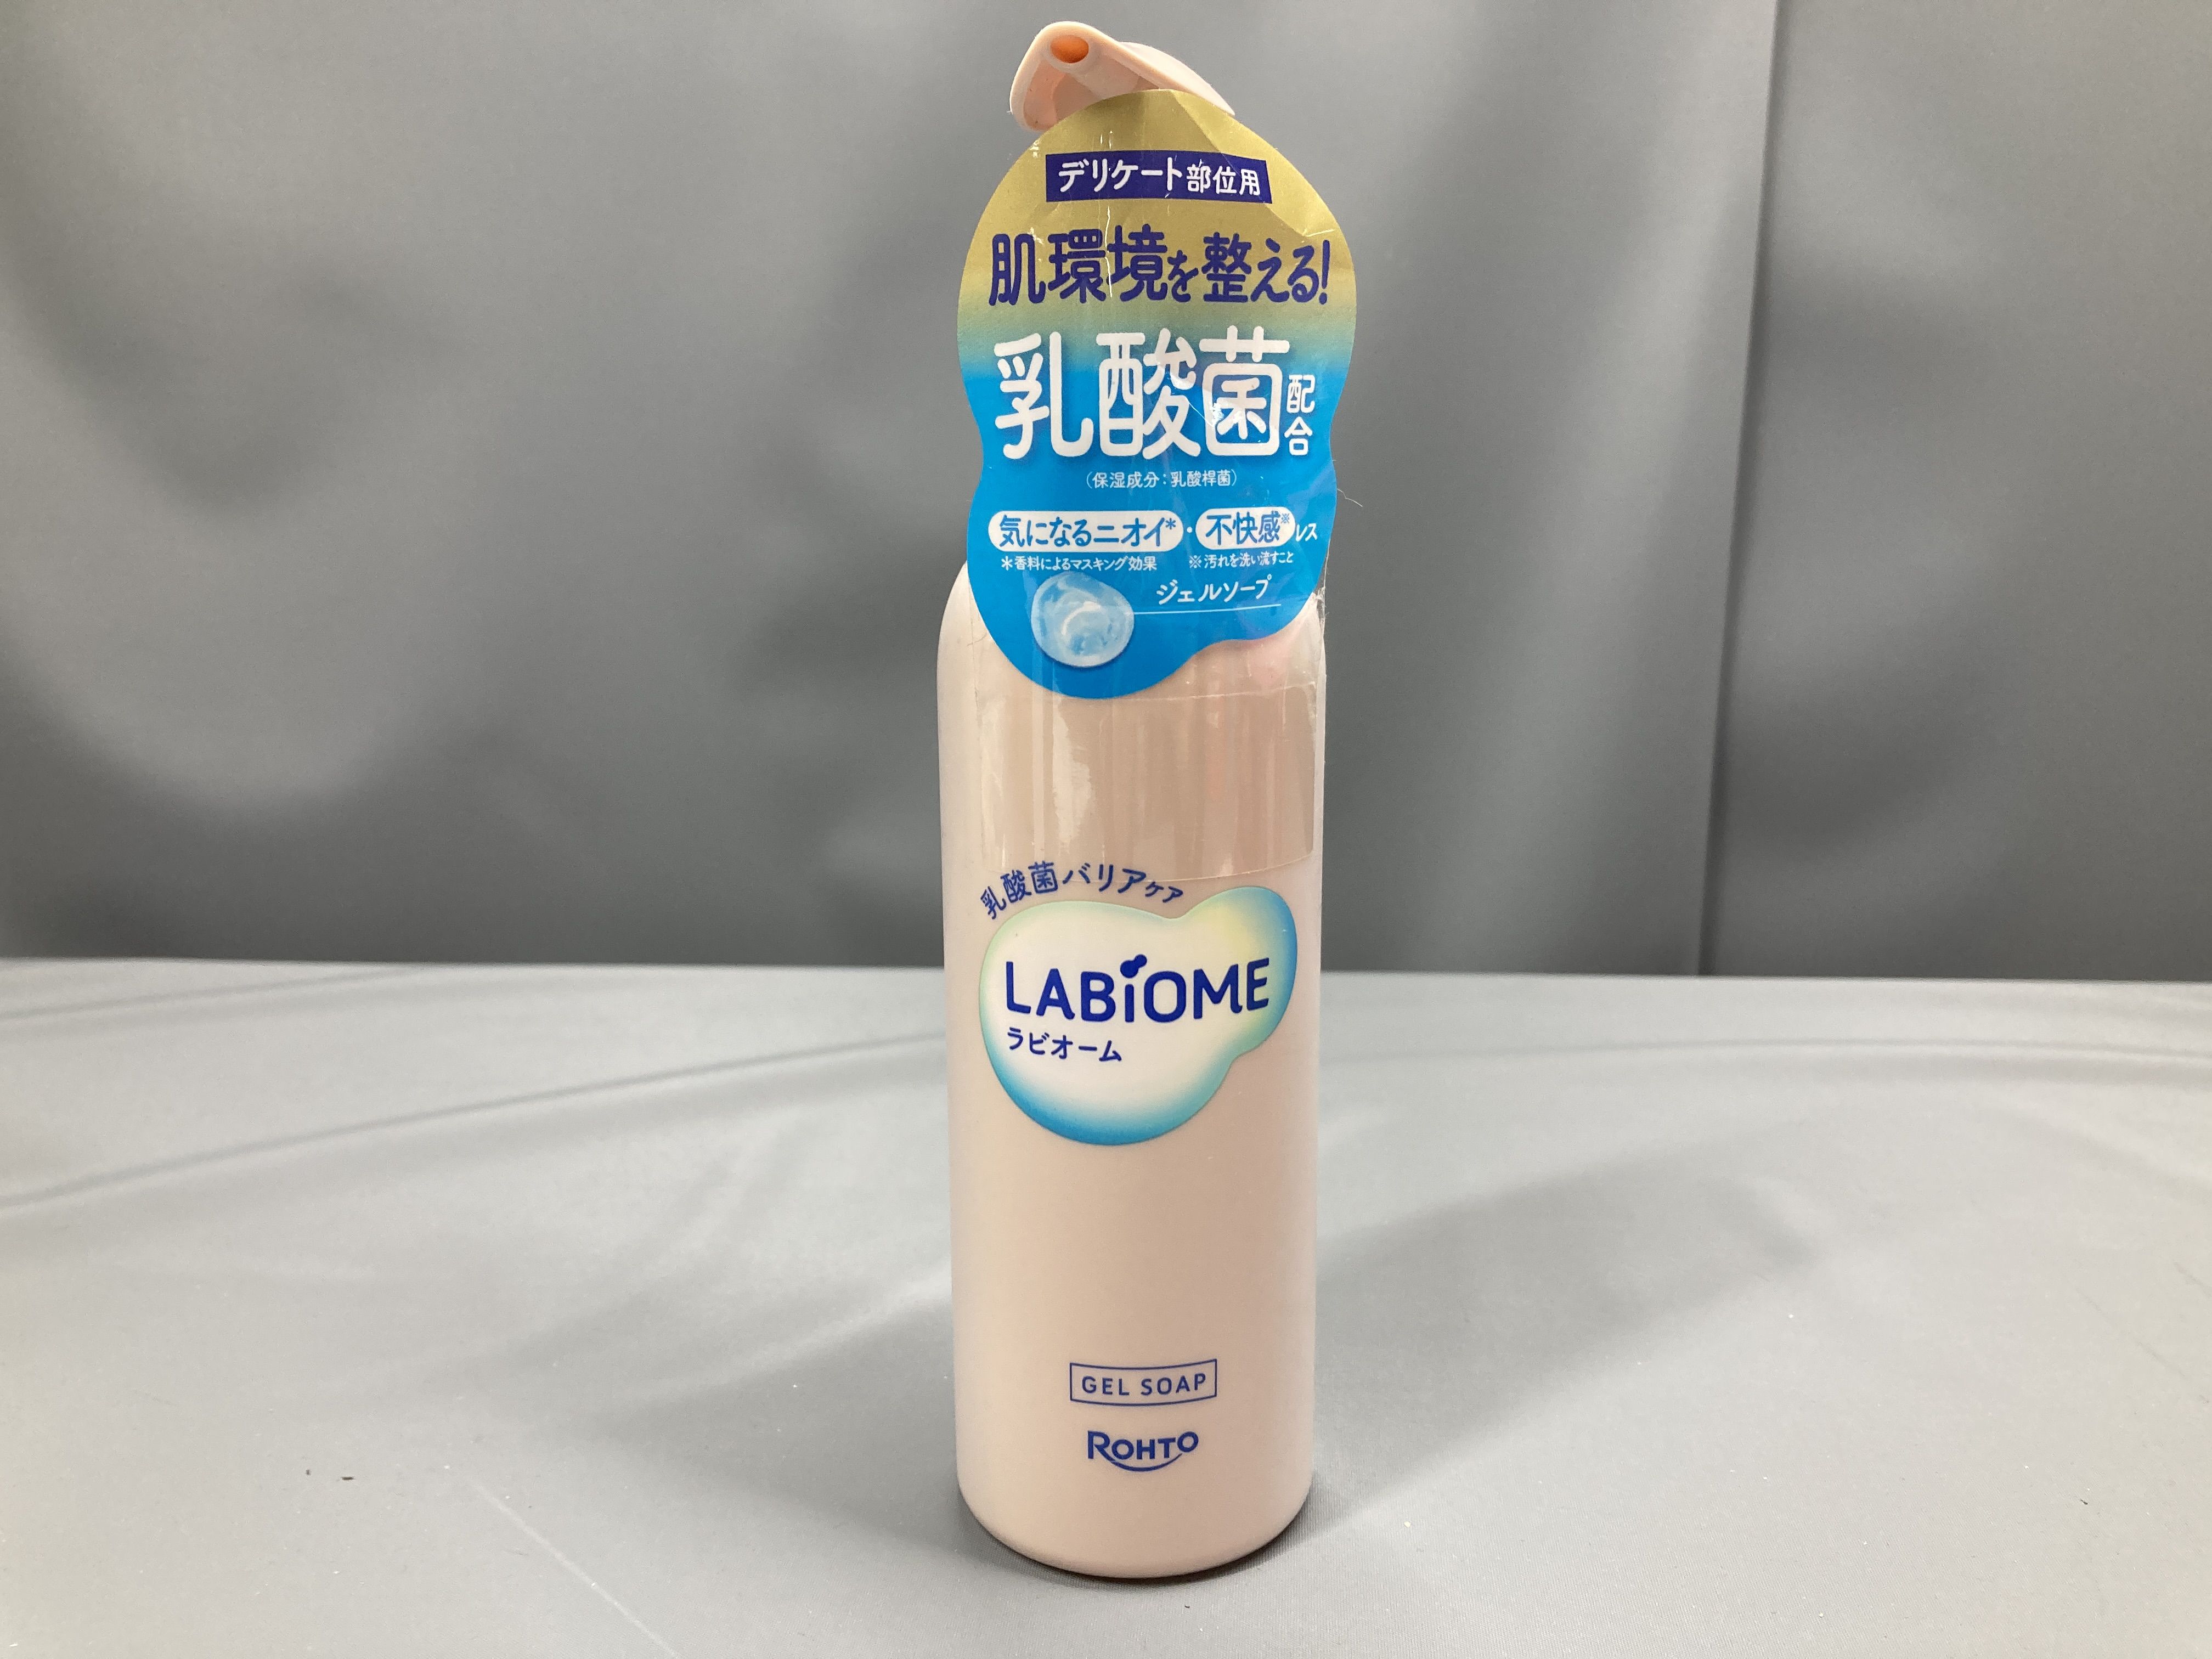 デリケート部位用
肌環境を整える!
乳酸菌配合
（保湿成分：乳酸桿菌）
気になるニオイ*・不快感※レス
＊香料によるマスキング効果 ※汚れを洗い流すこと
ジェルソープ
乳酸菌バリアケア
LABiOME
ラビオーム
GEL SOAP
ROHTO